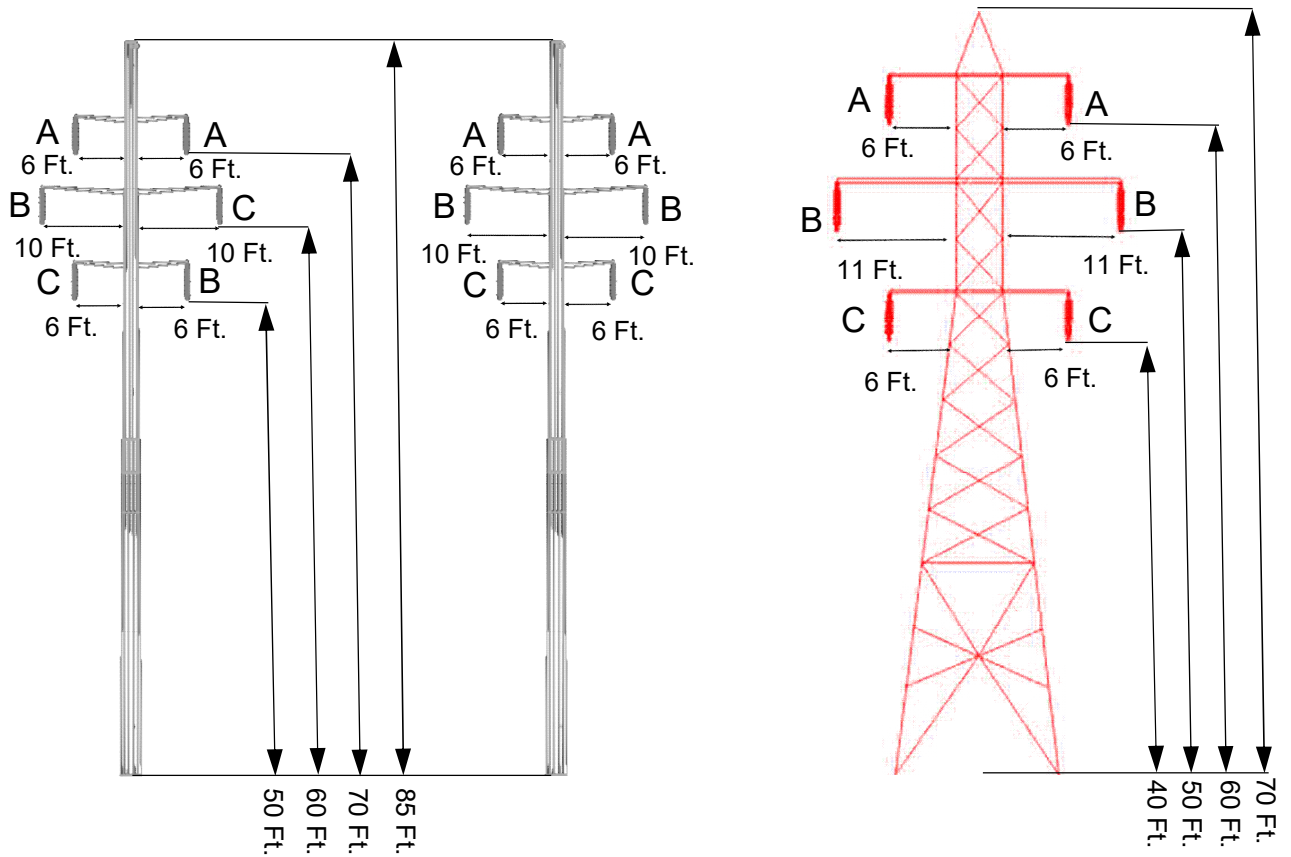 A A
6 Ft. 6 Ft.
B C
10 Ft. 10 Ft.
C B
6 Ft. 6 Ft.
50 Ft.
60 Ft.
70 Ft.
85 Ft.
A A
6 Ft. 6 Ft.
B B
10 Ft. 10 Ft.
C C
6 Ft. 6 Ft.
A A
6 Ft. 6 Ft.
B B
11 Ft. 11 Ft.
C C
6 Ft. 6 Ft.
40 Ft.
50 Ft.
60 Ft.
70 Ft.